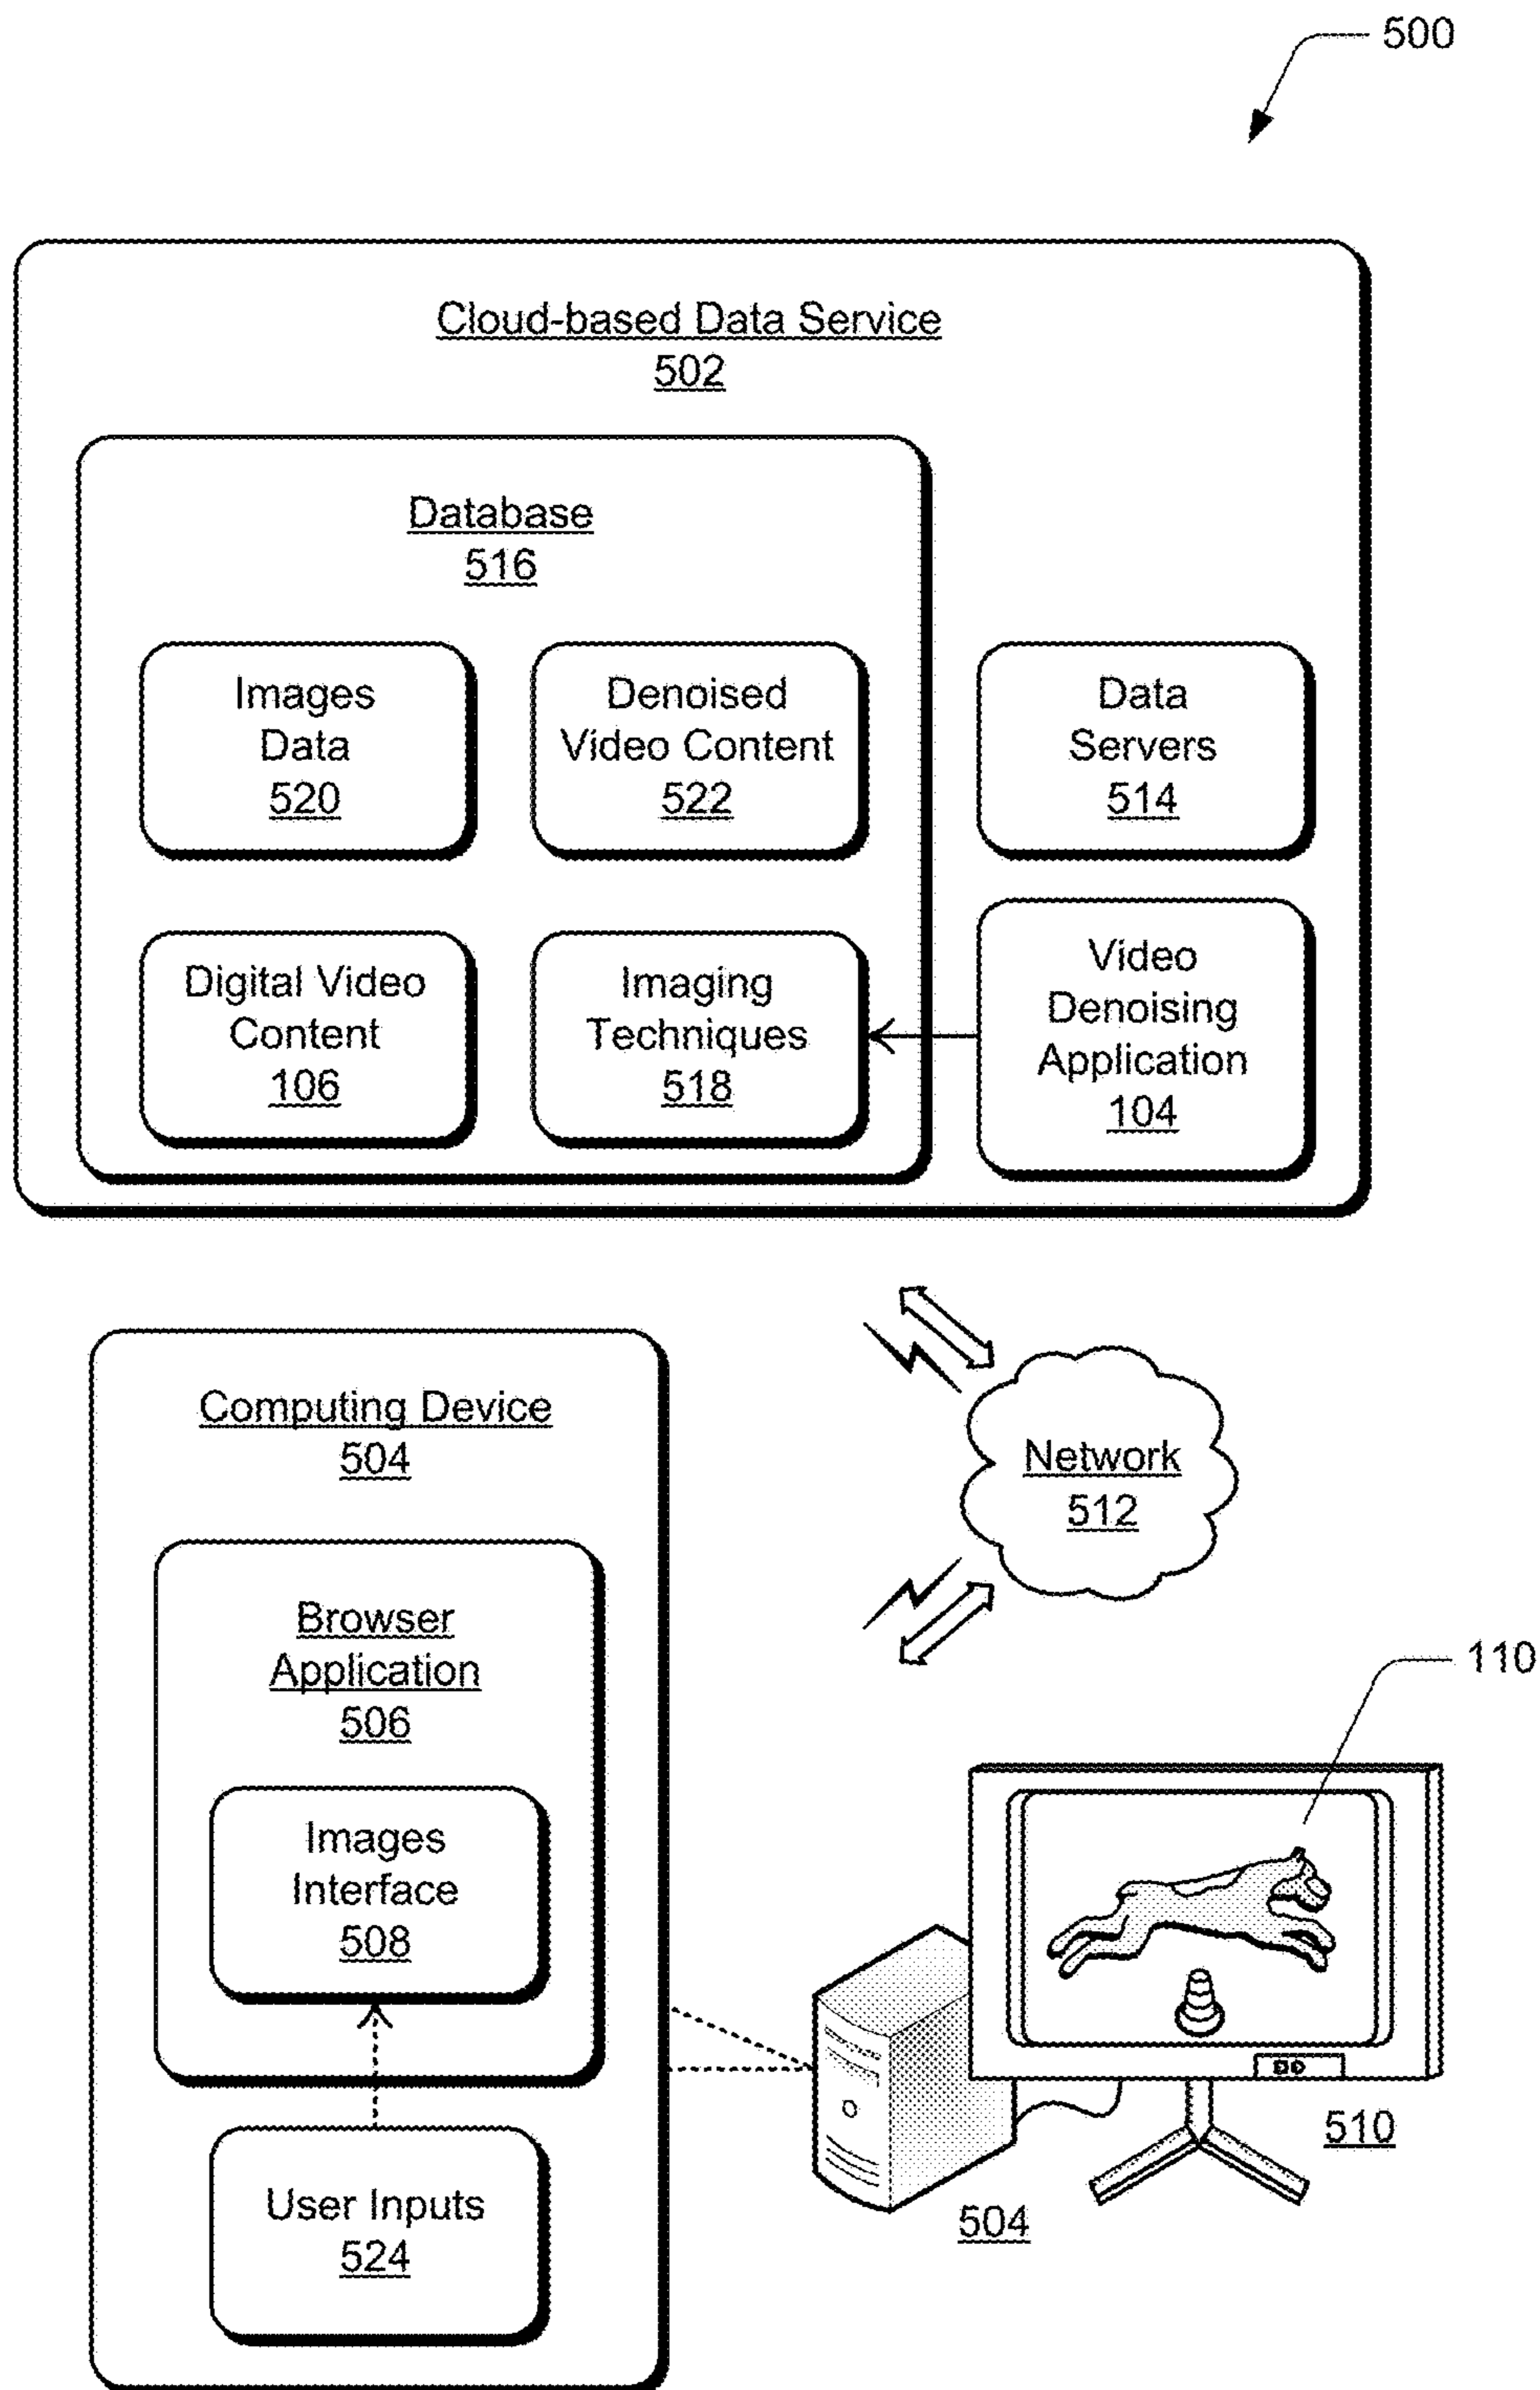 500
Cloud-based Data Service
502
Database
516
Images
Data
520
Denoised
Video Content
522
Data
Servers
514
Digital Video
Content
106
Imaging
Techniques
518
Video
Denoising
Application
104
Computing Device
504
Browser
Application
506
Images
Interface
508
User Inputs
524
Network
512
110
510
504